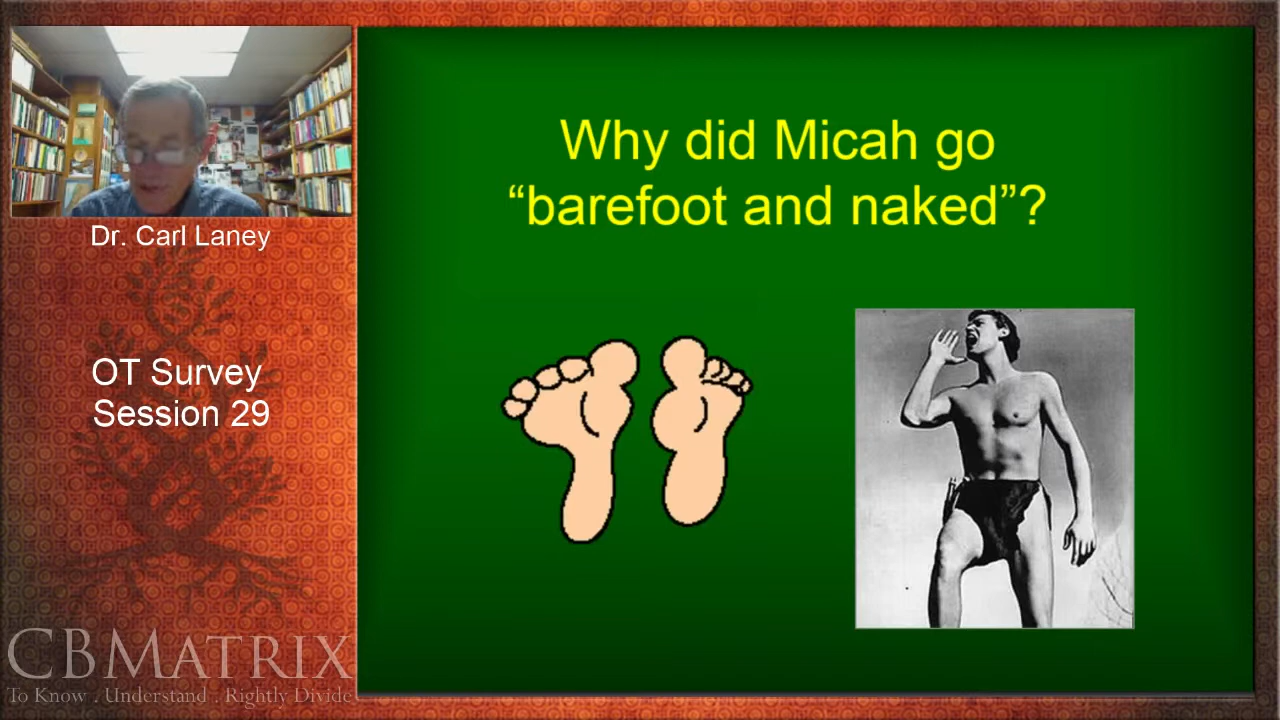 Why did Micah go
“barefoot and naked”?
Dr. Carl Laney
OT Survey
Session 29
CBMATRIX
To Know . Understand . Rightly Divide